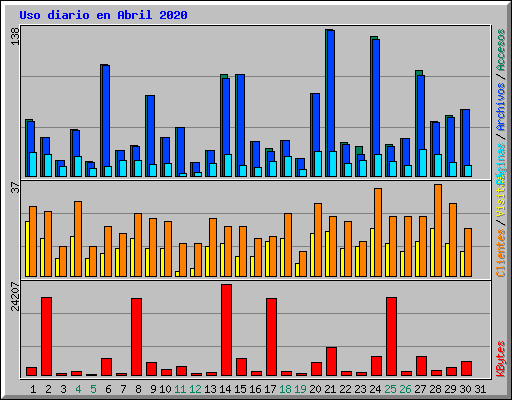 Uso diario en Abril 2020
138
37
24207
Clientes / Visitas
Páginas / Archivos / Accesos
KBytes
1 2 3 4 5 6 7 8 9 10 11 12 13 14 15 16 17 18 19 20 21 22 23 24 25 26 27 28 29 30 31